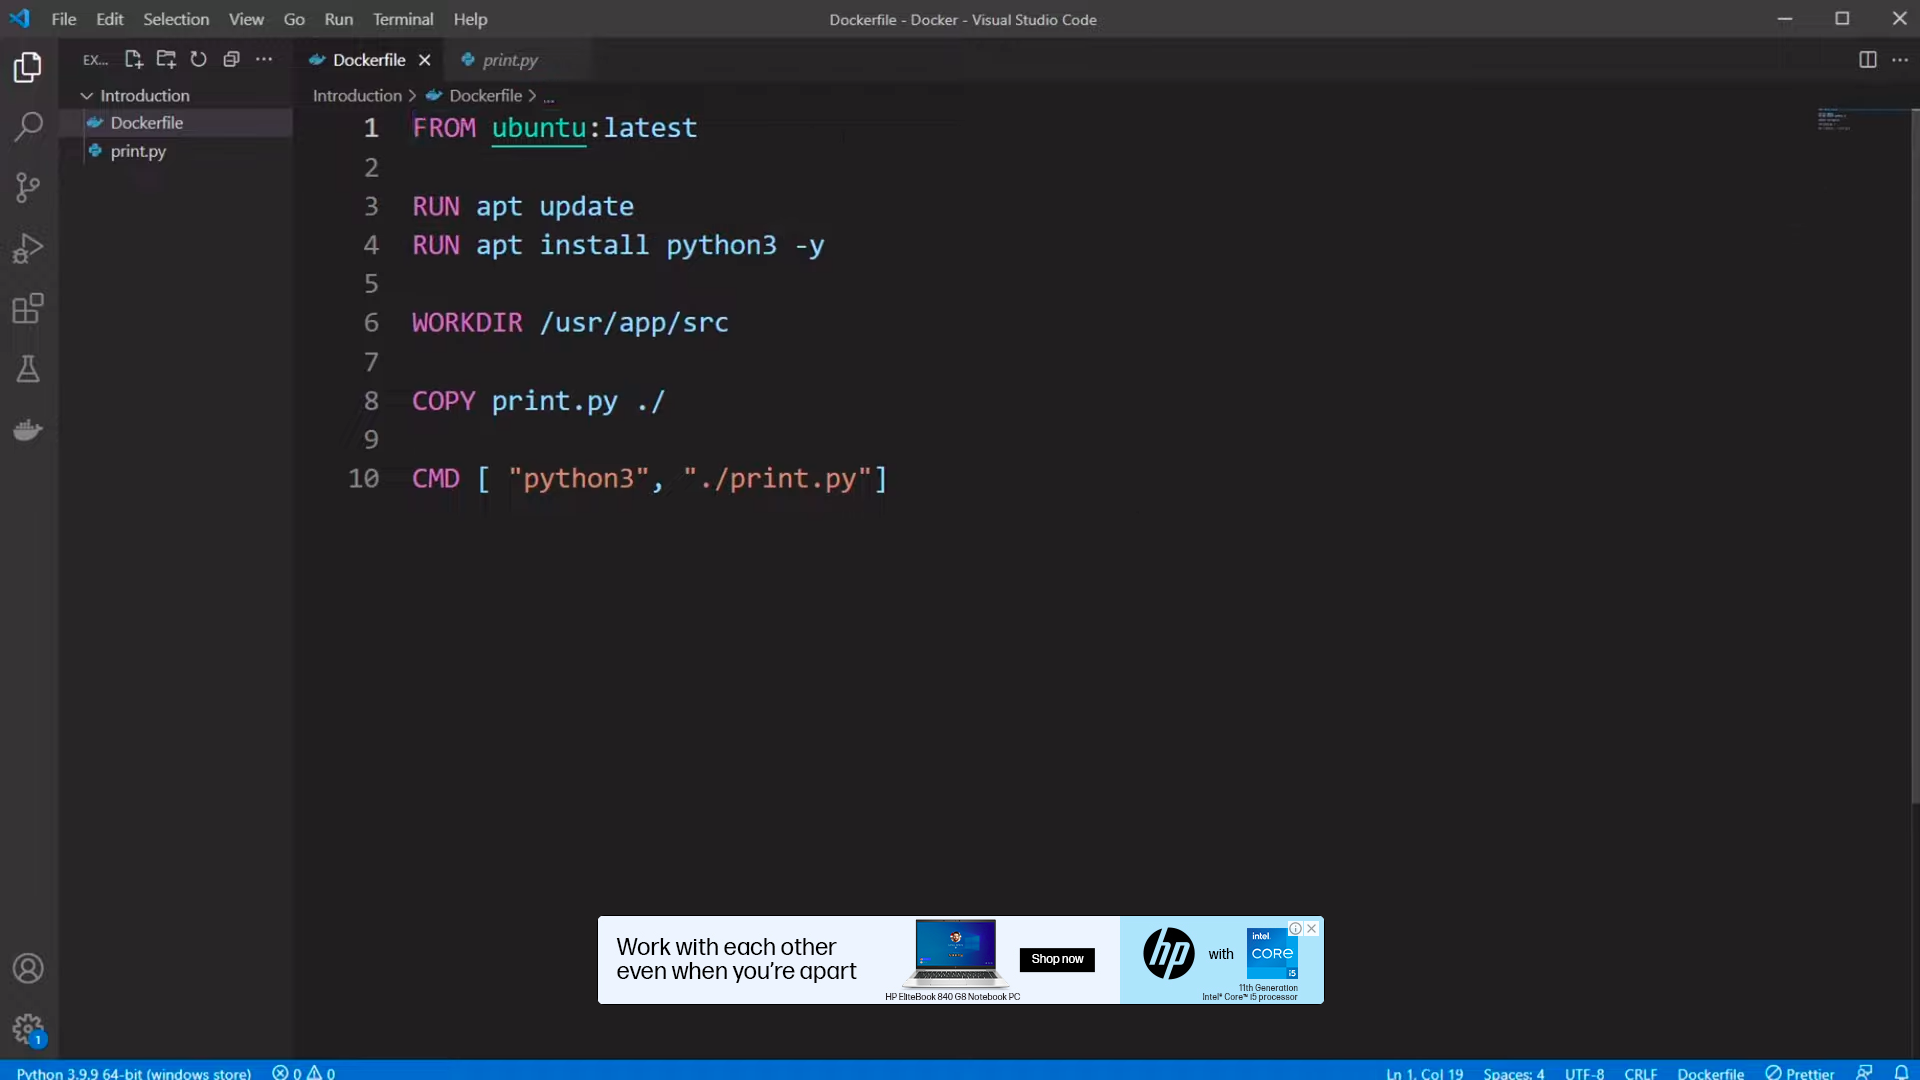 File Edit Selection View Go Run Terminal Help
Dockerfile - Docker - Visual Studio Code
EX...
Dockerfile
print.py
Introduction
Introduction > Dockerfile > ...
Dockerfile
print.py
1 FROM ubuntu:latest
2
3 RUN apt update
4 RUN apt install python3 -y
5
6 WORKDIR /usr/app/src
7
8 COPY print.py ./
9
10 CMD [ "python3", "./print.py"]
Work with each other
even when you're apart
HP EliteBook 840 G8 Notebook PC
Shop now
hp with intel. CORE i5
11th Generation
Intel® Core™ i5 processor
1
Python 3.9.9 64-bit (windows store) 0 0
Ln 1, Col 19 Spaces: 4 UTF-8 CRLF Dockerfile Prettier